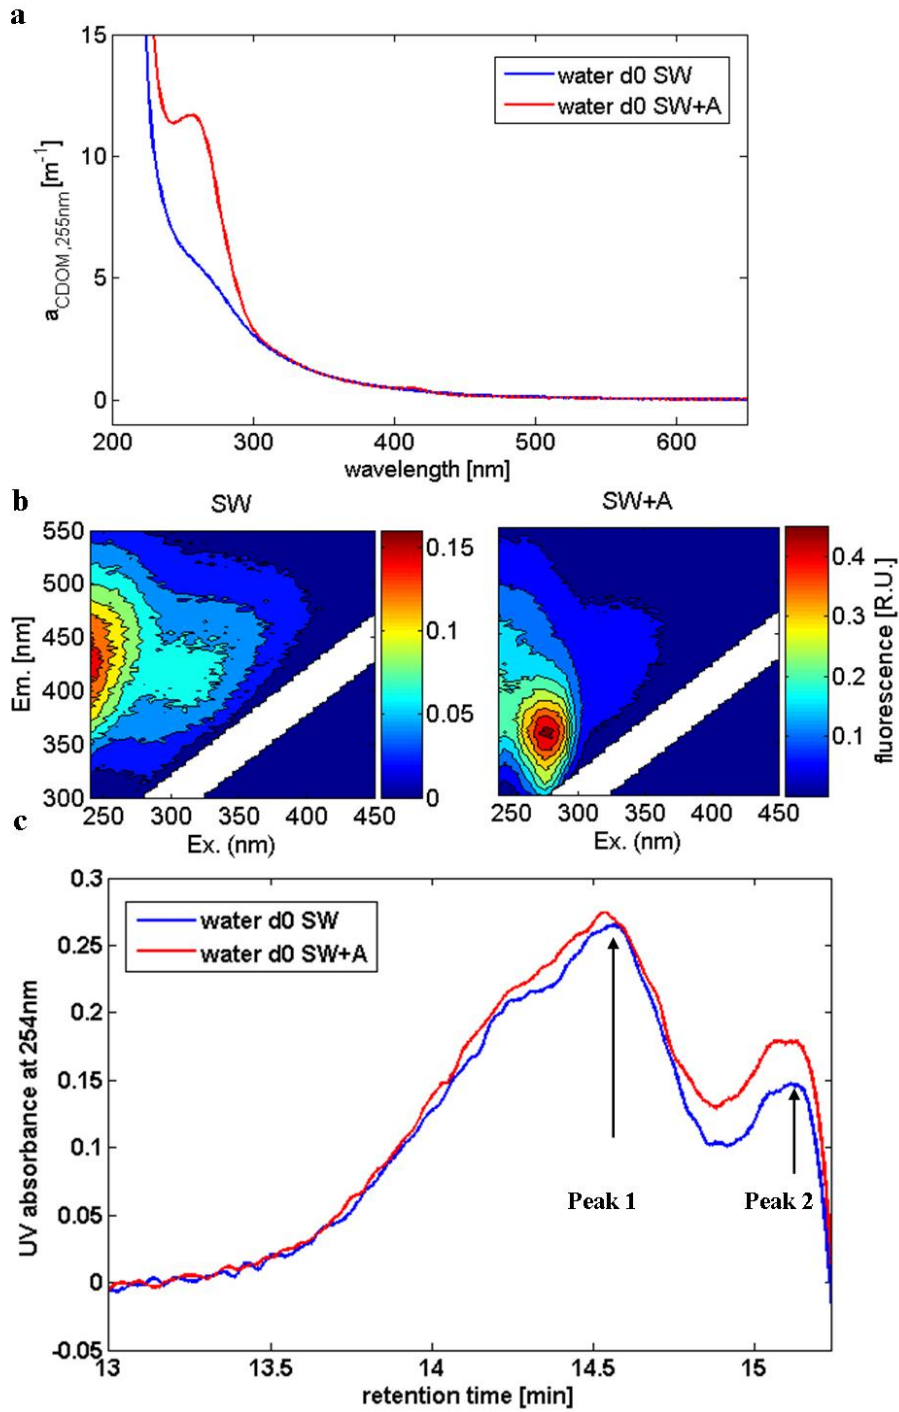 a
15
10
5
0
a_CDOM,255nm [m⁻¹]
water d0 SW
water d0 SW+A
200 300 400 500 600
wavelength [nm]
b
SW
SW+A
550
500
450
400
350
300
Em. [nm]
250 300 350 400 450
Ex. (nm)
0.15
0.1
0.05
0
250 300 350 400 450
Ex. (nm)
0.4
0.3
0.2
0.1
fluorescence [R.U.]
c
0.3
0.25
0.2
0.15
0.1
0.05
0
-0.05
UV absorbance at 254nm
water d0 SW
water d0 SW+A
Peak 1
Peak 2
13 13.5 14 14.5 15
retention time [min]